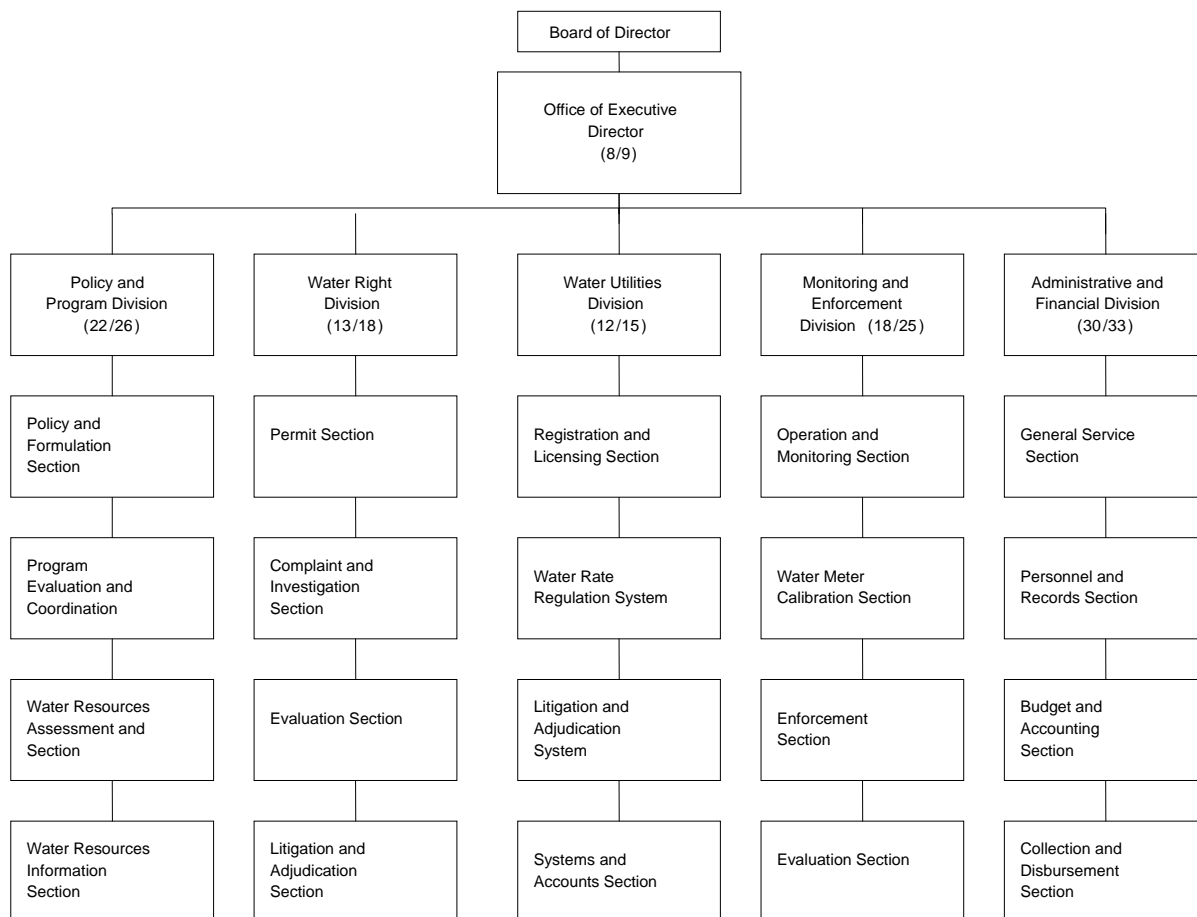 Board of Director
Office of Executive
Director
(8/9)
Policy and
Program Division
(22/26)
Water Right
Division
(13/18)
Water Utilities
Division
(12/15)
Monitoring and
Enforcement
Division (18/25)
Administrative and
Financial Division
(30/33)
Policy and
Formulation
Section
Permit Section
Registration and
Licensing Section
Operation and
Monitoring Section
General Service
Section
Program
Evaluation and
Coordination
Complaint and
Investigation
Section
Water Rate
Regulation System
Water Meter
Calibration Section
Personnel and
Records Section
Water Resources
Assessment and
Section
Evaluation Section
Litigation and
Adjudication
System
Enforcement
Section
Budget and
Accounting
Section
Water Resources
Information
Section
Litigation and
Adjudication
Section
Systems and
Accounts Section
Evaluation Section
Collection and
Disbursement
Section